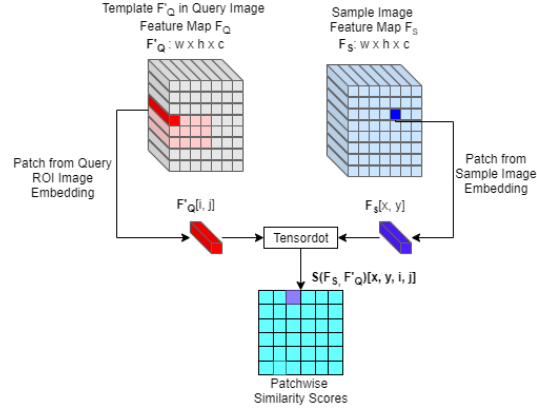 Template F'Q in Query Image
Feature Map FQ
F'Q : w x h x c
Sample Image
Feature Map FS
FS: w x h x c
Patch from Query
ROI Image
Embedding
Patch from
Sample Image
Embedding
F'Q[i, j]
Fs[x, y]
Tensordot
S(FS, F'Q)[x, y, i, j]
Patchwise
Similarity Scores